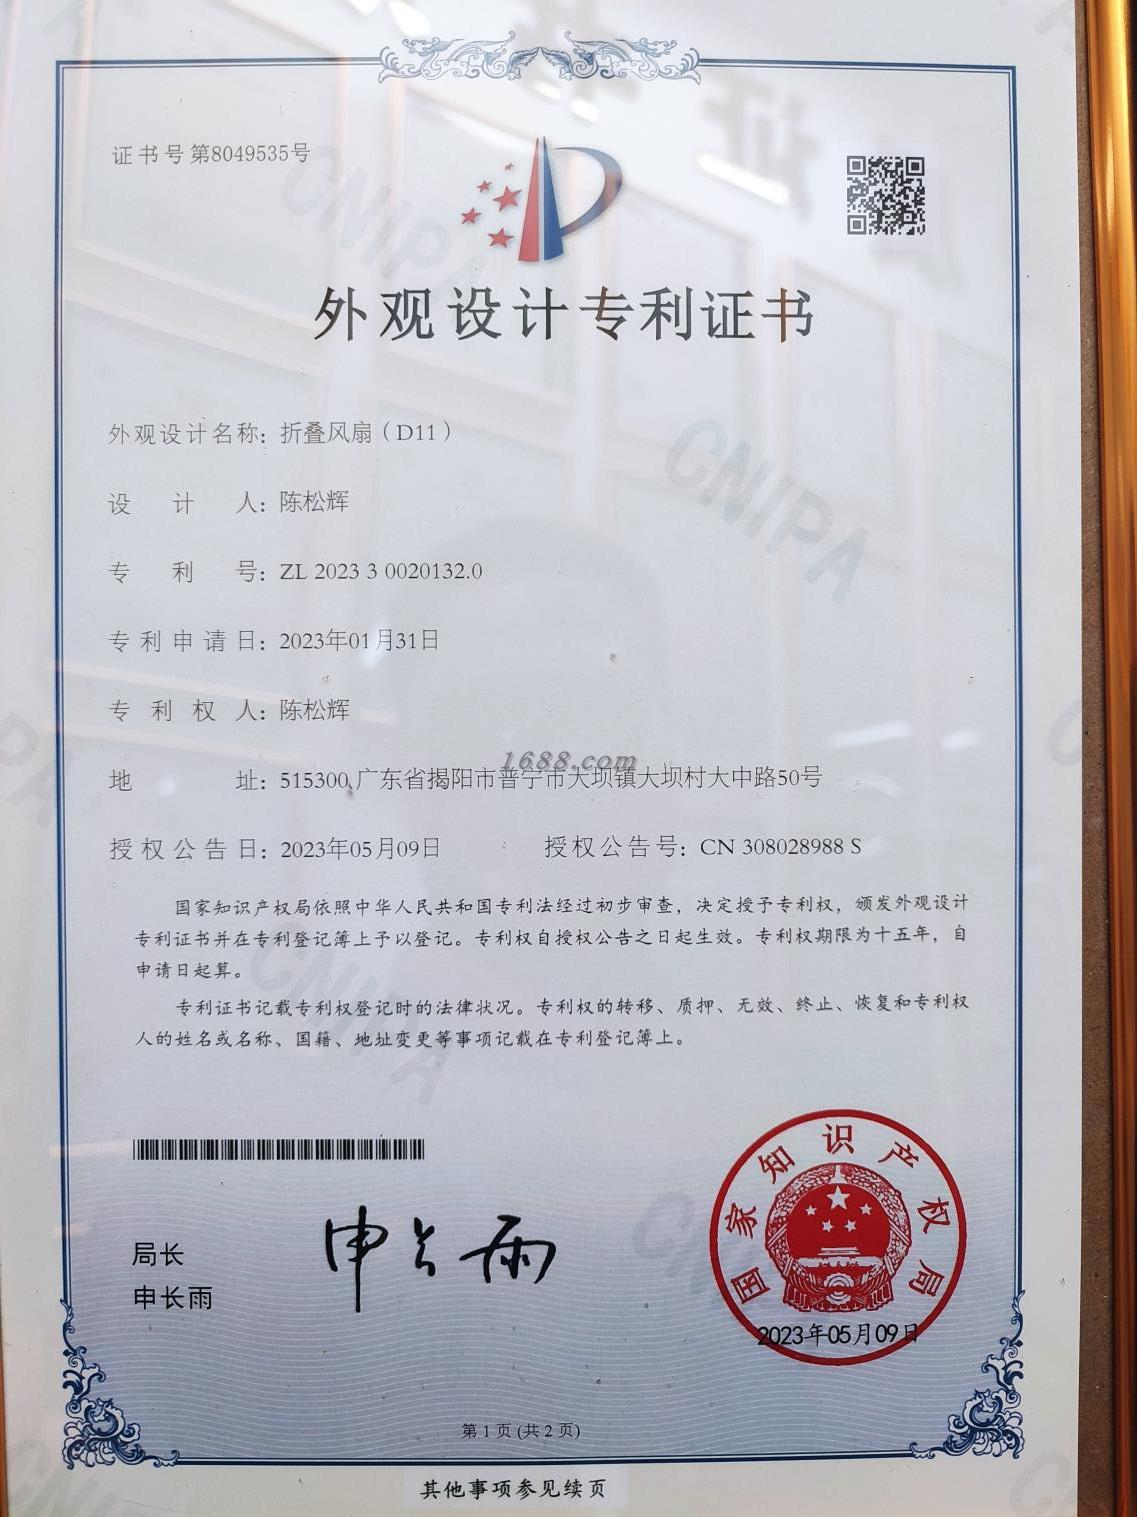 证书号第8049535号
外观设计专利证书
外观设计名称：折叠风扇（D11）
设计人：陈松辉
专利号：ZL 2023 3 0020132.0
专利申请日：2023年01月31日
专利权人：陈松辉
1688.com
地址：515300 广东省揭阳市普宁市大坝镇大坝村大中路50号
授权公告日：2023年05月09日 授权公告号：CN 308028988 S
国家知识产权局依照中华人民共和国专利法经过初步审查，决定授予专利权，颁发外观设计
专利证书并在专利登记簿上予以登记。专利权自授权公告之日起生效。专利权期限为十五年，自
申请日起算。
专利证书记载专利权登记时的法律状况。专利权的转移、质押、无效、终止、恢复和专利权
人的姓名或名称、国籍、地址变更等事项记载在专利登记簿上。
局长
申长雨
申长雨
国家知识产权局
2023年05月09日
第1页(共2页)
其他事项参见续页
CNIPA
CNIPA
CNIPA